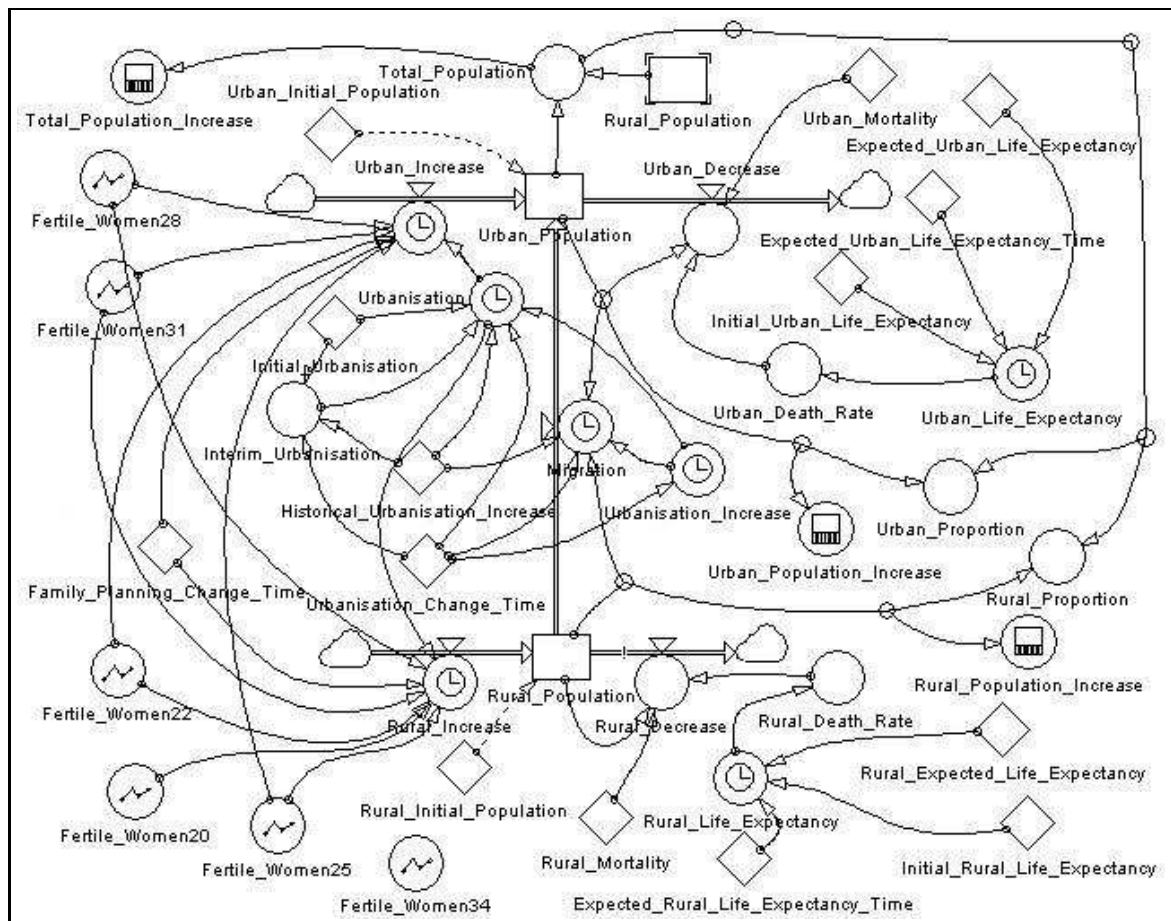 Total_Population
Urban_Initial_Population
Total_Population_Increase
Rural_Population
Urban_Mortality
Expected_Urban_Life_Expectancy
Urban_Increase
Urban_Decrease
Fertile_Women28
Urban_Population
Expected_Urban_Life_Expectancy_Time
Urbanisation
Fertile_Women31
Initial_Urban_Life_Expectancy
Initial_Urbanisation
Urban_Death_Rate
Urban_Life_Expectancy
Interim_Urbanisation
Migration
Historical_Urbanisation_Increase
Urbanisation_Increase
Urban_Proportion
Urban_Population_Increase
Family_Planning_Change_Time
Urbanisation_Change_Time
Rural_Proportion
Rural_Population
Rural_Population_Increase
Fertile_Women22
Rural_Increase
Rural_Decrease
Rural_Death_Rate
Rural_Expected_Life_Expectancy
Rural_Initial_Population
Rural_Life_Expectancy
Fertile_Women20
Fertile_Women25
Rural_Mortality
Initial_Rural_Life_Expectancy
Fertile_Women34
Expected_Rural_Life_Expectancy_Time